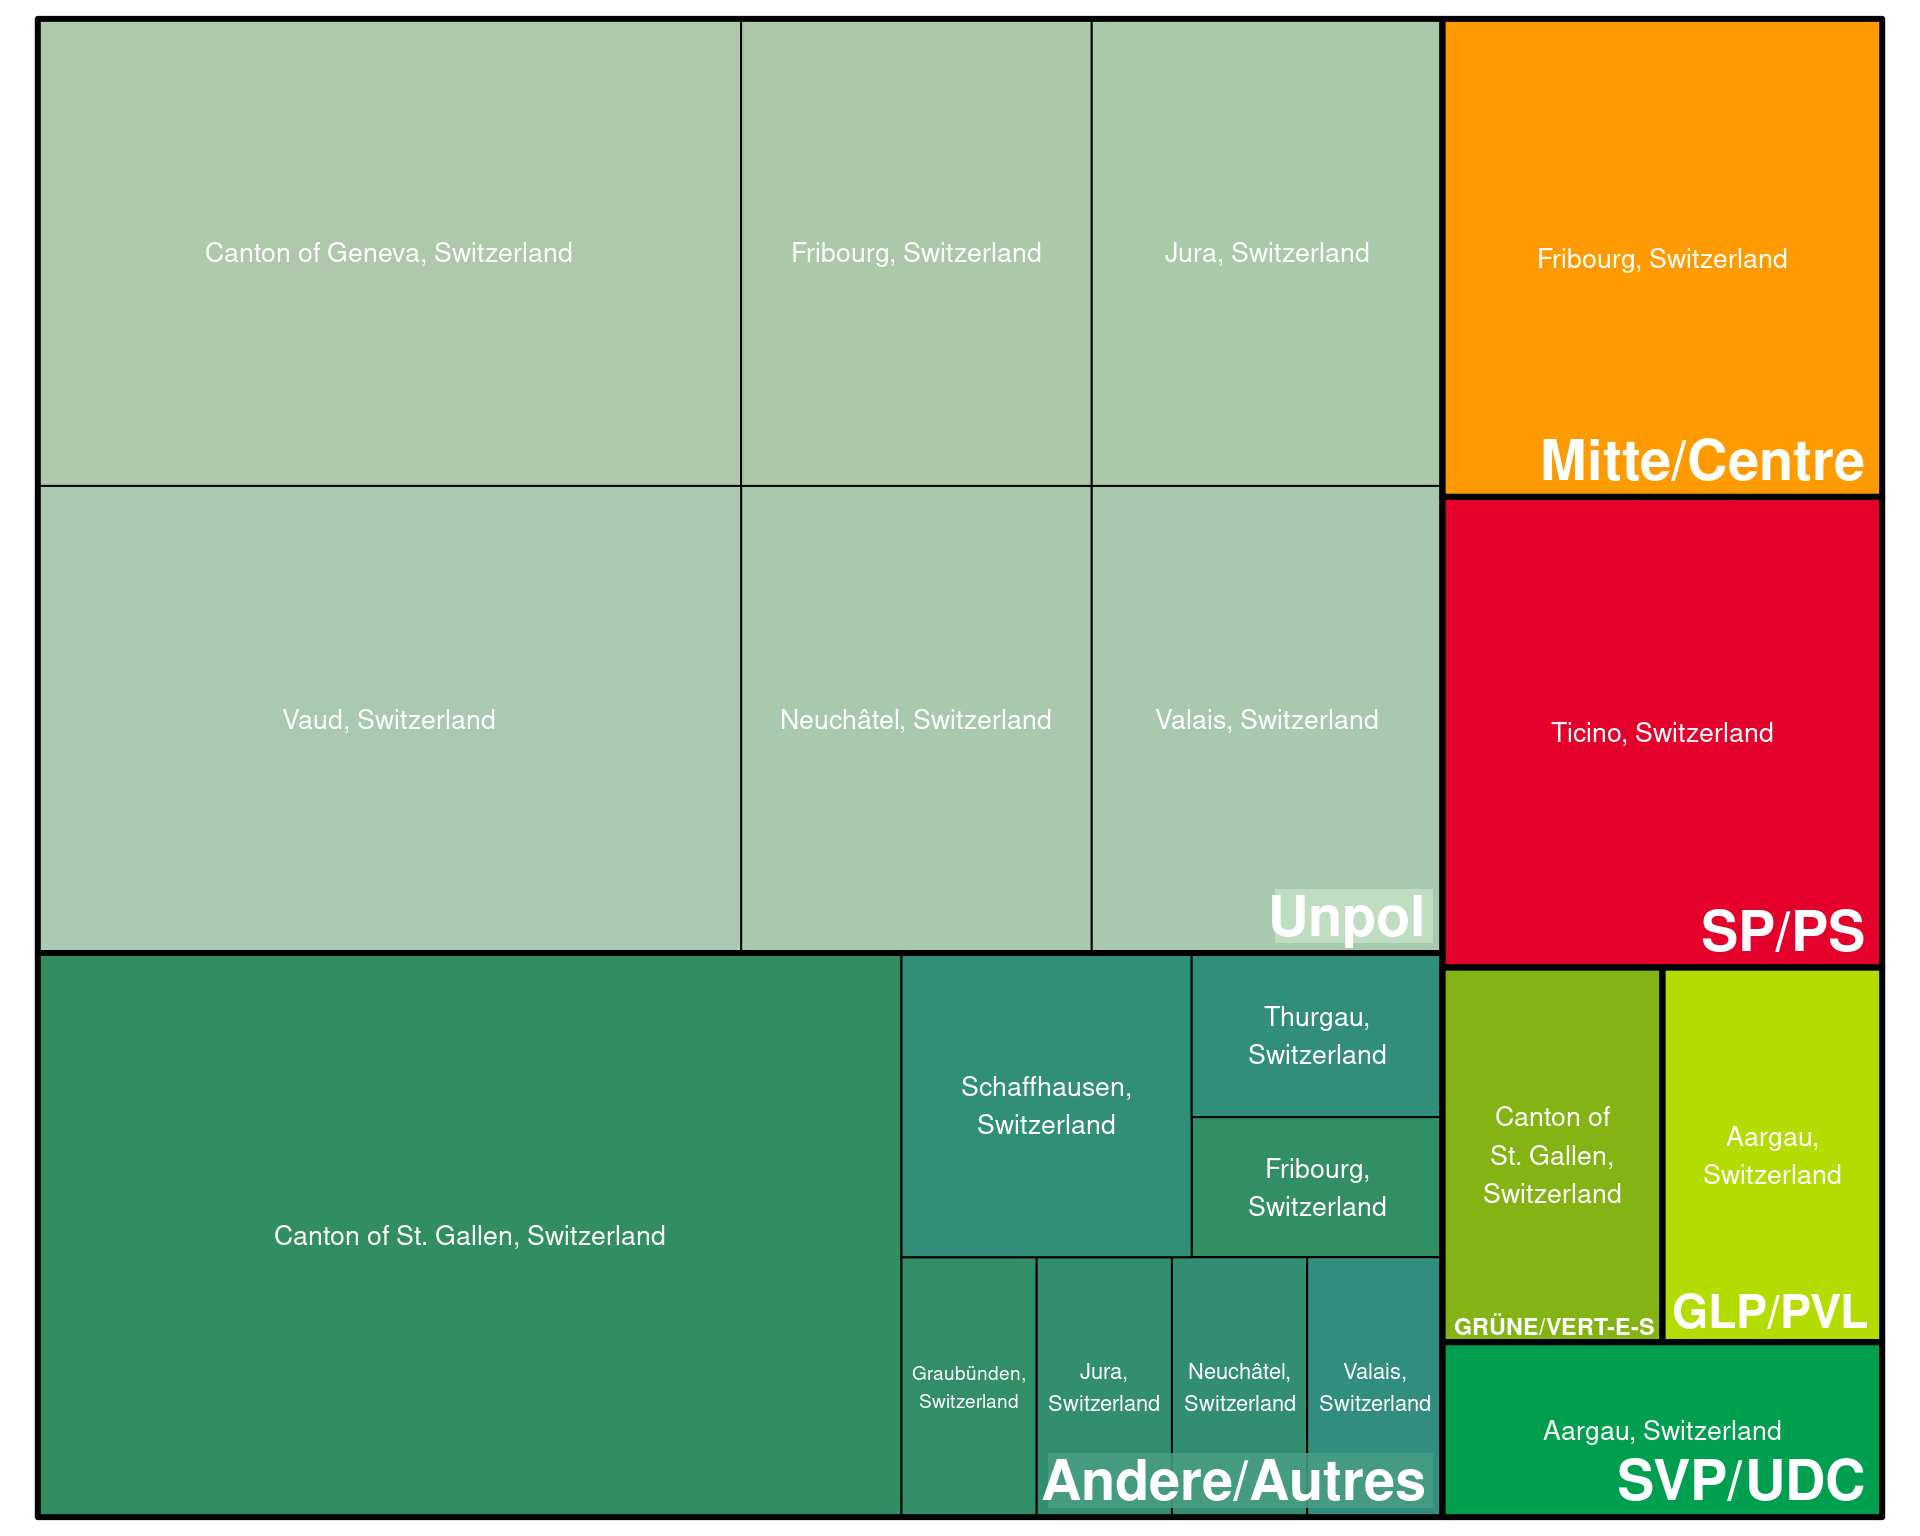 Canton of Geneva, Switzerland
Fribourg, Switzerland
Jura, Switzerland
Vaud, Switzerland
Neuchâtel, Switzerland
Valais, Switzerland
Unpol
Canton of St. Gallen, Switzerland
Schaffhausen,
Switzerland
Thurgau,
Switzerland
Fribourg,
Switzerland
Graubünden,
Switzerland
Jura,
Switzerland
Neuchâtel,
Switzerland
Valais,
Switzerland
Andere/Autres
Fribourg, Switzerland
Mitte/Centre
Ticino, Switzerland
SP/PS
Canton of
St. Gallen,
Switzerland
GRÜNE/VERT-E-S
Aargau,
Switzerland
GLP/PVL
Aargau, Switzerland
SVP/UDC